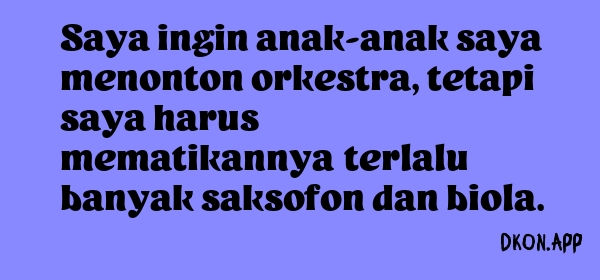 Saya ingin anak-anak saya
menonton orkestra, tetapi
saya harus
mematikannya terlalu
banyak saksofon dan biola.
DKON.APP